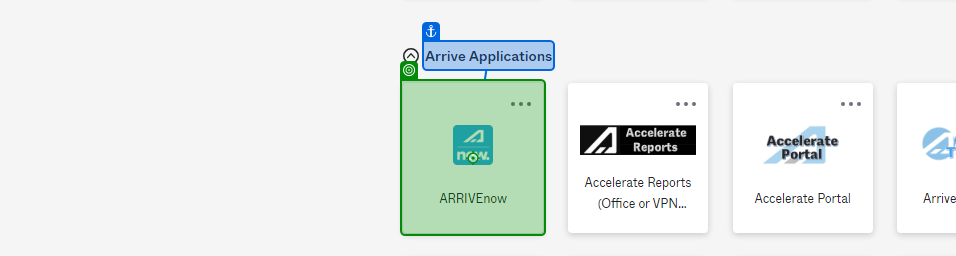 Arrive Applications
now.
ARRIVEnow
Accelerate
Reports
Accelerate Reports
(Office or VPN...
Accelerate
Portal
Accelerate Portal
T
Arrive